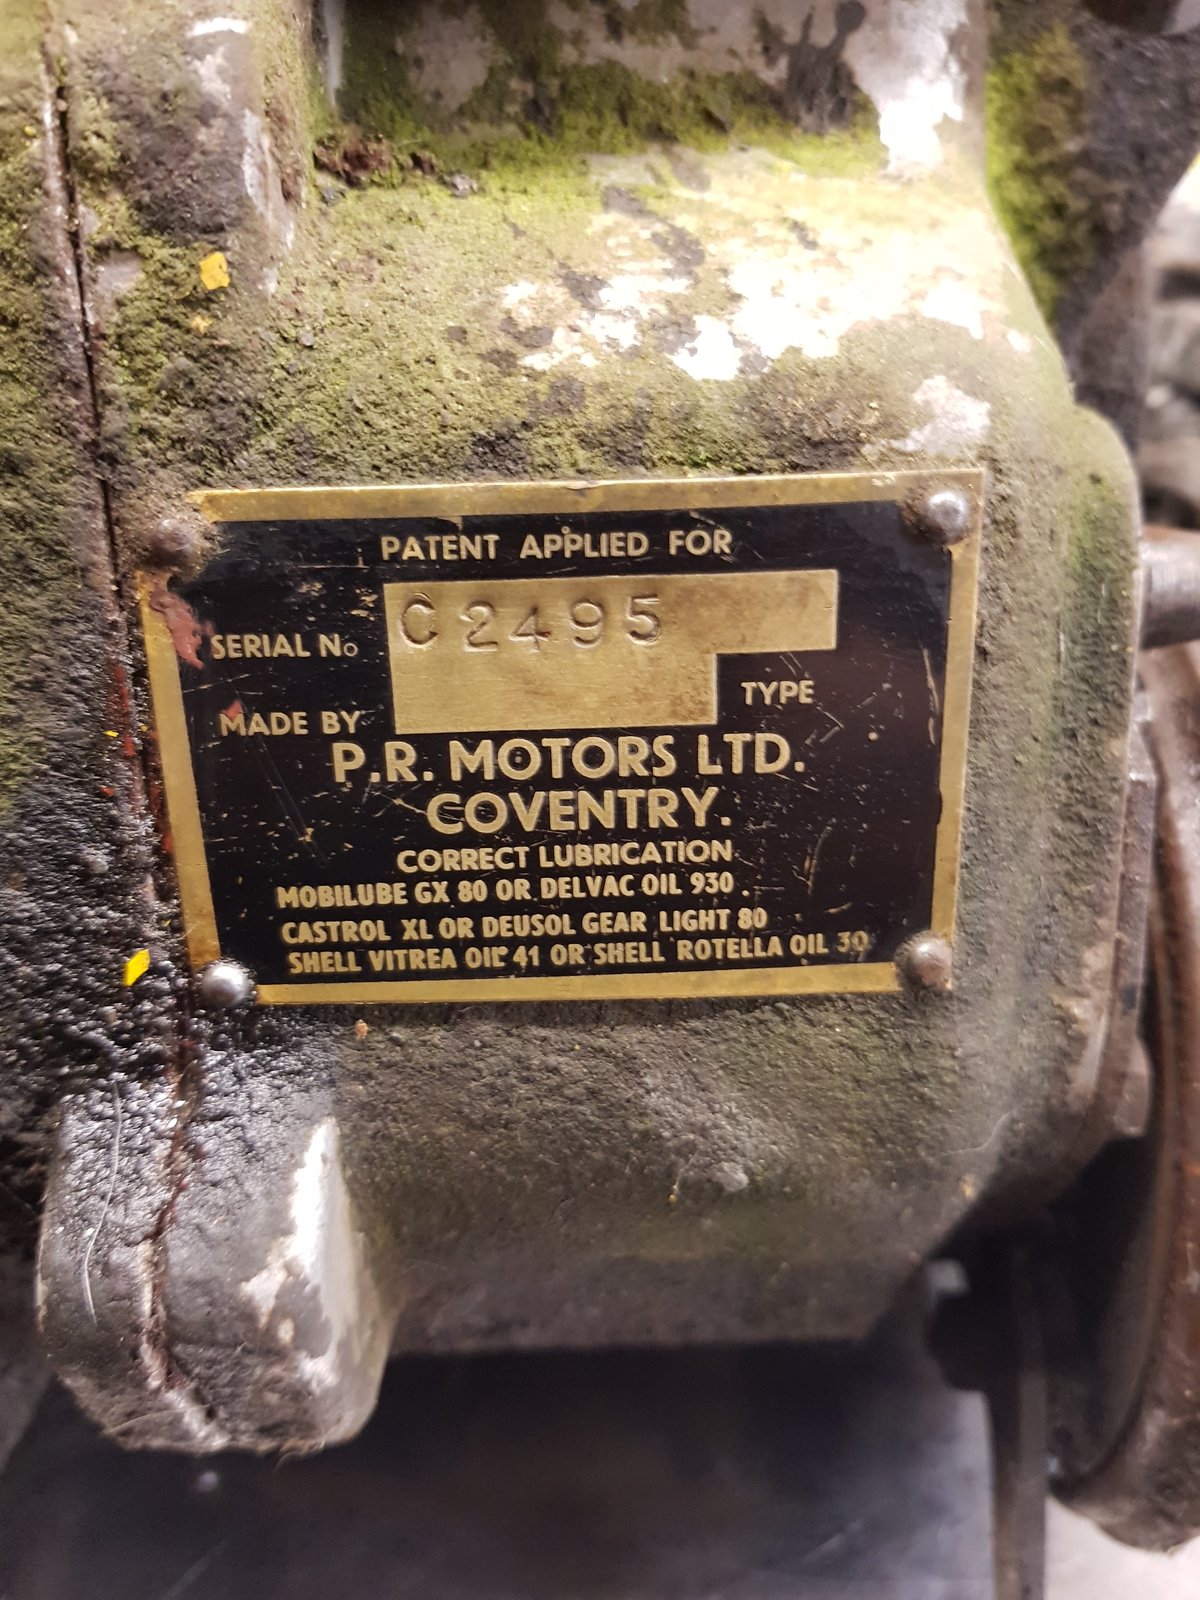 PATENT APPLIED FOR
SERIAL No C2495
TYPE
MADE BY
P.R. MOTORS LTD.
COVENTRY.
CORRECT LUBRICATION
MOBILUBE GX 80 OR DELVAC OIL 930.
CASTROL XL OR DEUSOL GEAR LIGHT 80
SHELL VITREA OIL 41 OR SHELL ROTELLA OIL 30